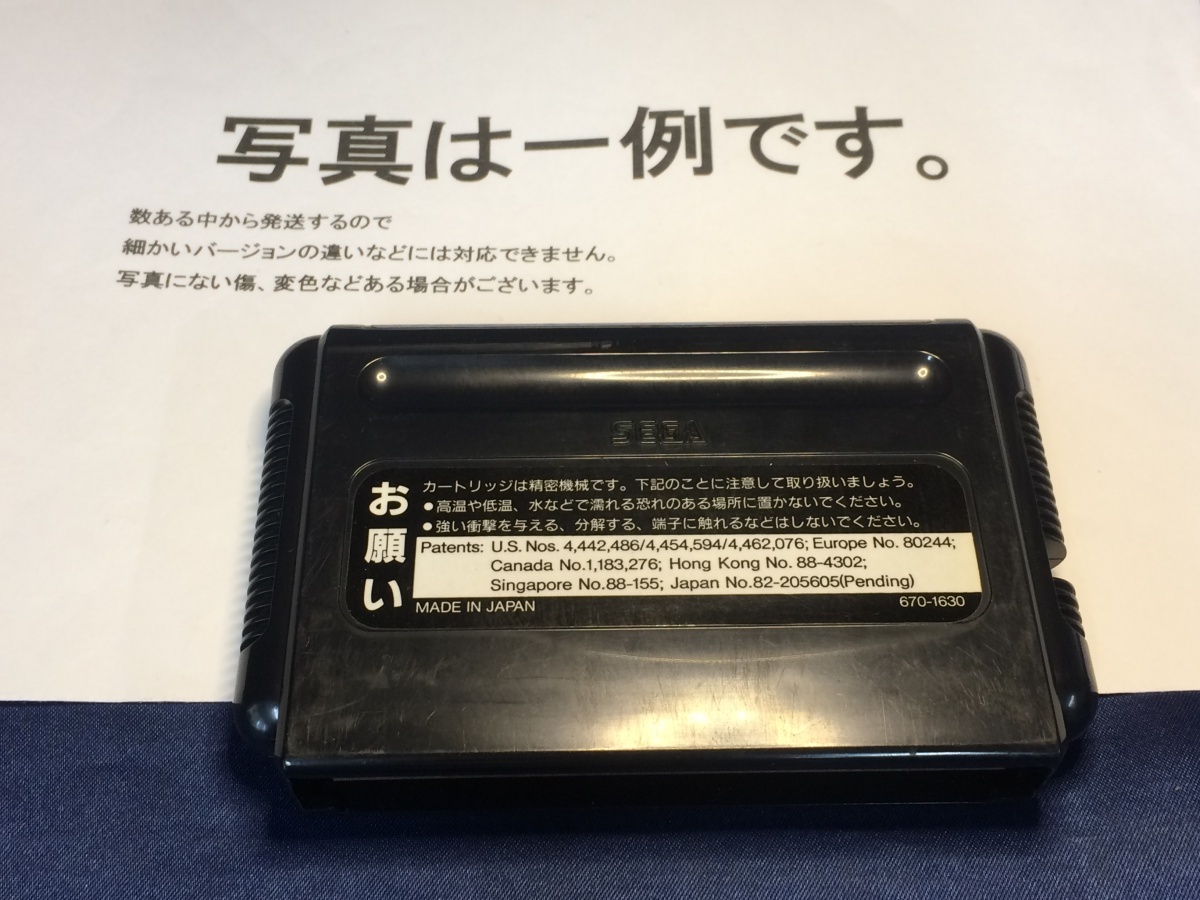 写真は一例です。
数ある中から発送するので
細かいバージョンの違いなどには対応できません。
写真にない傷、変色などある場合がございます。
SEGA
お願い
カートリッジは精密機械です。下記のことに注意して取り扱いましょう。
●高温や低温、水などで濡れる恐れのある場所に置かないでください。
●強い衝撃を与える、分解する、端子に触れるなどはしないでください。
Patents: U.S. Nos. 4,442,486/4,454,594/4,462,076; Europe No. 80244;
Canada No.1,183,276; Hong Kong No. 88-4302;
Singapore No.88-155; Japan No.82-205605(Pending)
MADE IN JAPAN 670-1630